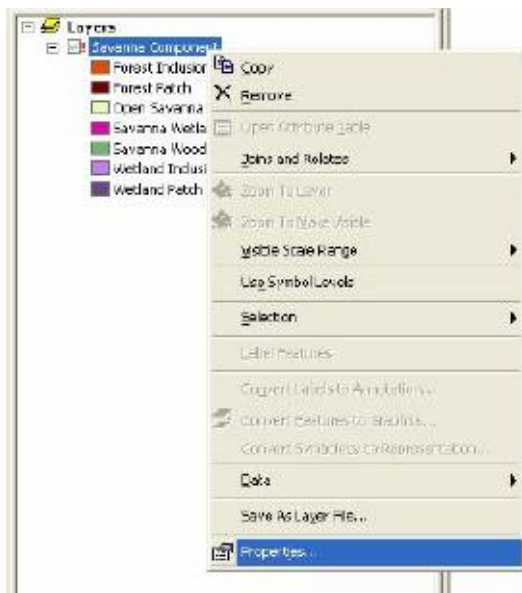 Layers
Savanna Component
Forest Inclusion
Forest Patch
Open Savanna
Savanna Wetla
Savanna Wood
Wetland Inclusi
Wetland Patch
Copy
Remove
Open Attribute Table
Joins and Relates
Zoom To Layer
Zoom To Make Visible
Visible Scale Range
Use Symbol Levels
Selection
Label Features
Convert Labels to Annotation...
Convert Features to Graphics...
Convert Symbology to Representation...
Data
Save As Layer File...
Properties...